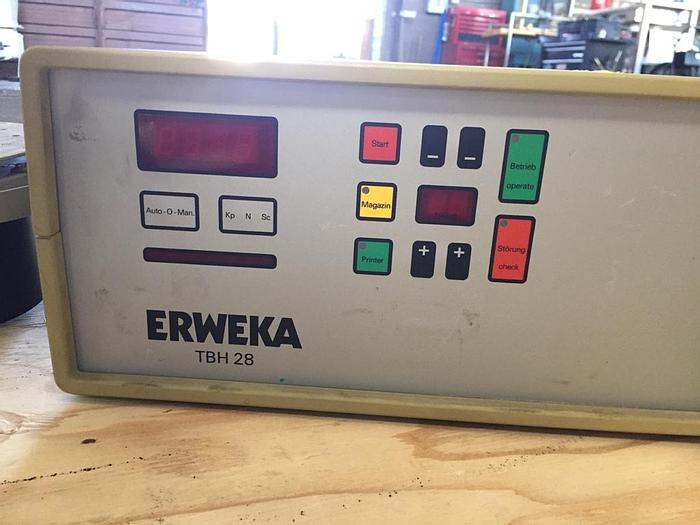 Start
Betrieb
operate
Auto-O-Man.
Kp N Sc
Magazin
Printer
Störung
check
− −
+ +
ERWEKA
TBH 28